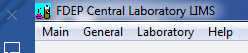 FDEP Central Laboratory LIMS
Main General Laboratory Help